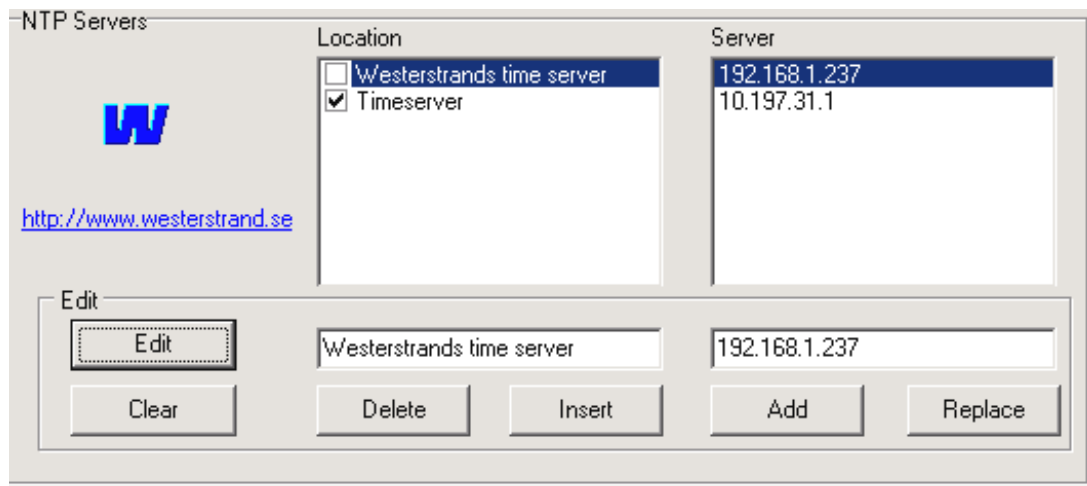 NTP Servers
Location Server
Westerstrands time server 192.168.1.237
Timeserver 10.197.31.1
W
http://www.westerstrand.se
Edit
Edit Westerstrands time server 192.168.1.237
Clear Delete Insert Add Replace